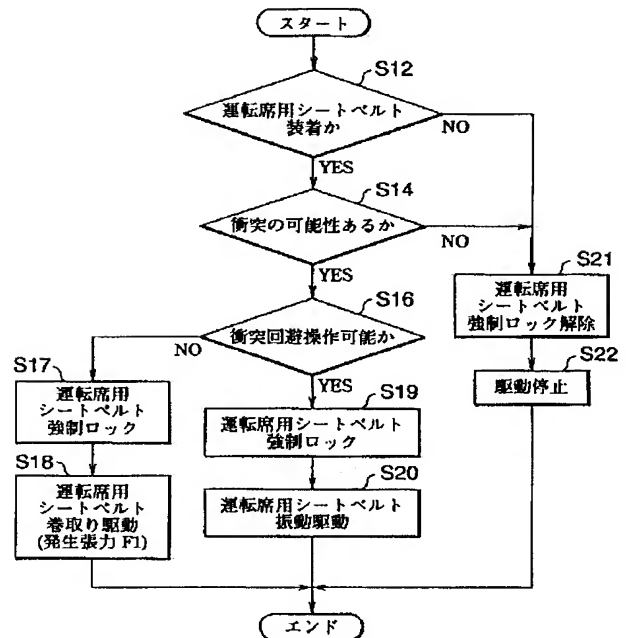 スタート
S12
運転席用シートベルト
装着か
NO
YES
S14
衝突の可能性あるか
NO
YES
S21
運転席用
シートベルト
強制ロック解除
S16
衝突回避操作可能か
NO
YES
S22
駆動停止
S17
運転席用
シートベルト
強制ロック
S19
運転席用シートベルト
強制ロック
S18
運転席用
シートベルト
巻取り駆動
(発生張力 F1)
S20
運転席用シートベルト
振動駆動
エンド